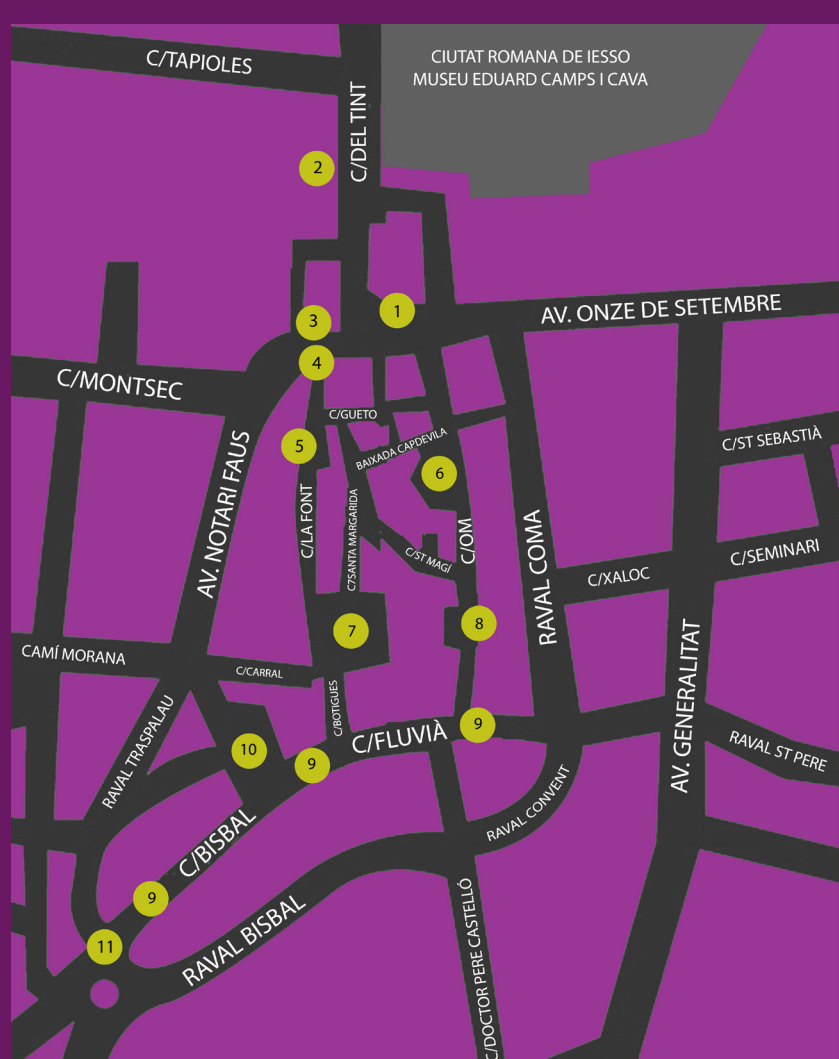 C/TAPIOLES
CIUTAT ROMANA DE IESSO
MUSEU EDUARD CAMPS I CAVA
C/DEL TINT
2
1
AV. ONZE DE SETEMBRE
3
4
C/MONTSEC
C/GUETO
C/ST SEBASTIÀ
5
BAIXADA CAPDEVILA
6
AV. NOTARI FAUS
C/LA FONT
C7SANTA MARGARIDA
C/OM
C/ST MAGÍ
RAVAL COMA
C/SEMINARI
C/XALOC
7
8
CAMÍ MORANA
C/CARRAL
AV. GENERALITAT
RAVAL TRASPALAU
C/BOTIGUES
9
C/FLUVIÀ
RAVAL ST PERE
10
9
RAVAL CONVENT
C/BISBAL
9
RAVAL BISBAL
11
C/DOCTOR PERE CASTELLÓ